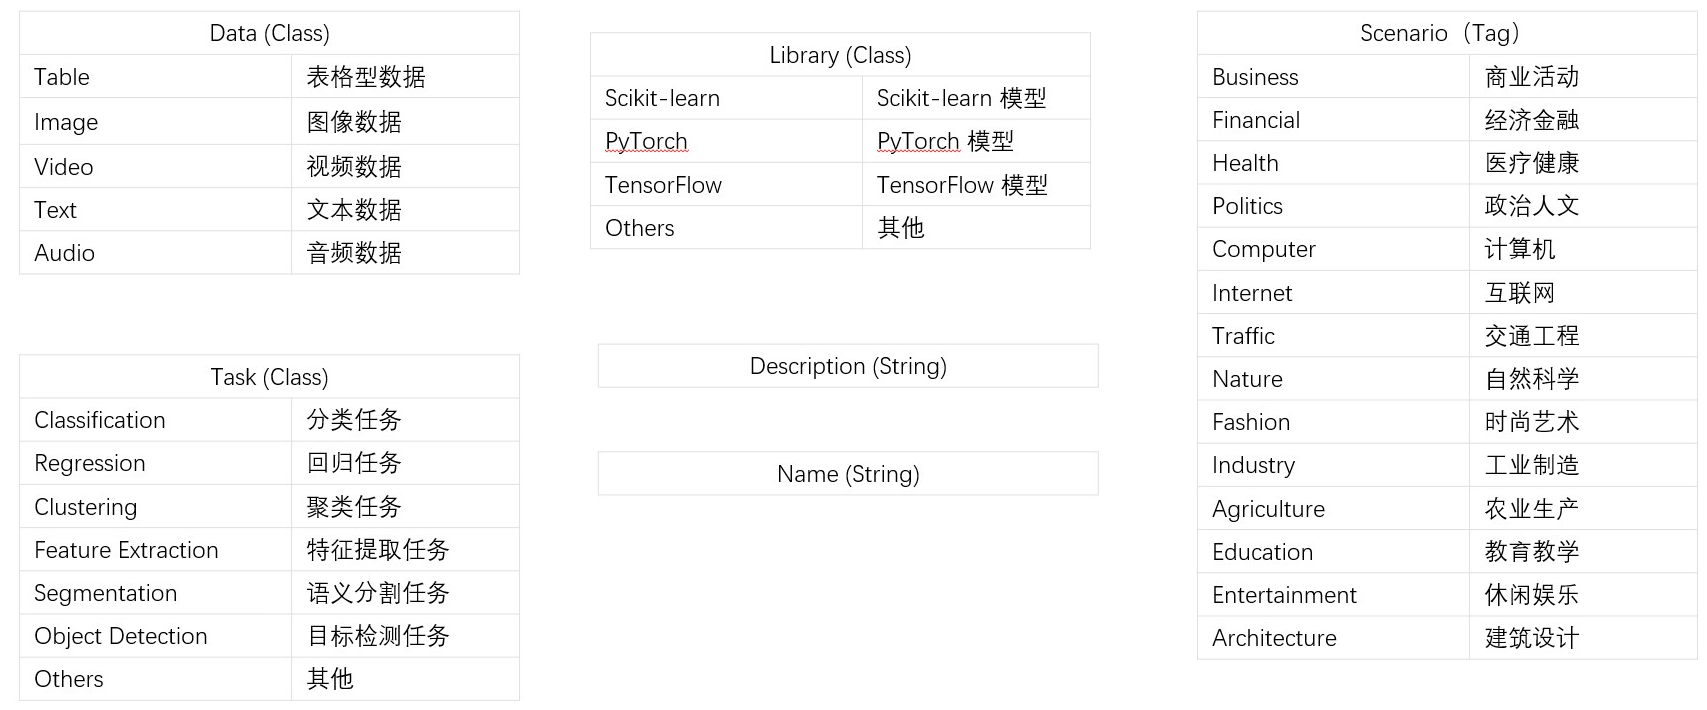 Data (Class)
Table 表格型数据
Image 图像数据
Video 视频数据
Text 文本数据
Audio 音频数据
Task (Class)
Classification 分类任务
Regression 回归任务
Clustering 聚类任务
Feature Extraction 特征提取任务
Segmentation 语义分割任务
Object Detection 目标检测任务
Others 其他
Library (Class)
Scikit-learn Scikit-learn 模型
PyTorch PyTorch 模型
TensorFlow TensorFlow 模型
Others 其他
Description (String)
Name (String)
Scenario（Tag）
Business 商业活动
Financial 经济金融
Health 医疗健康
Politics 政治人文
Computer 计算机
Internet 互联网
Traffic 交通工程
Nature 自然科学
Fashion 时尚艺术
Industry 工业制造
Agriculture 农业生产
Education 教育教学
Entertainment 休闲娱乐
Architecture 建筑设计